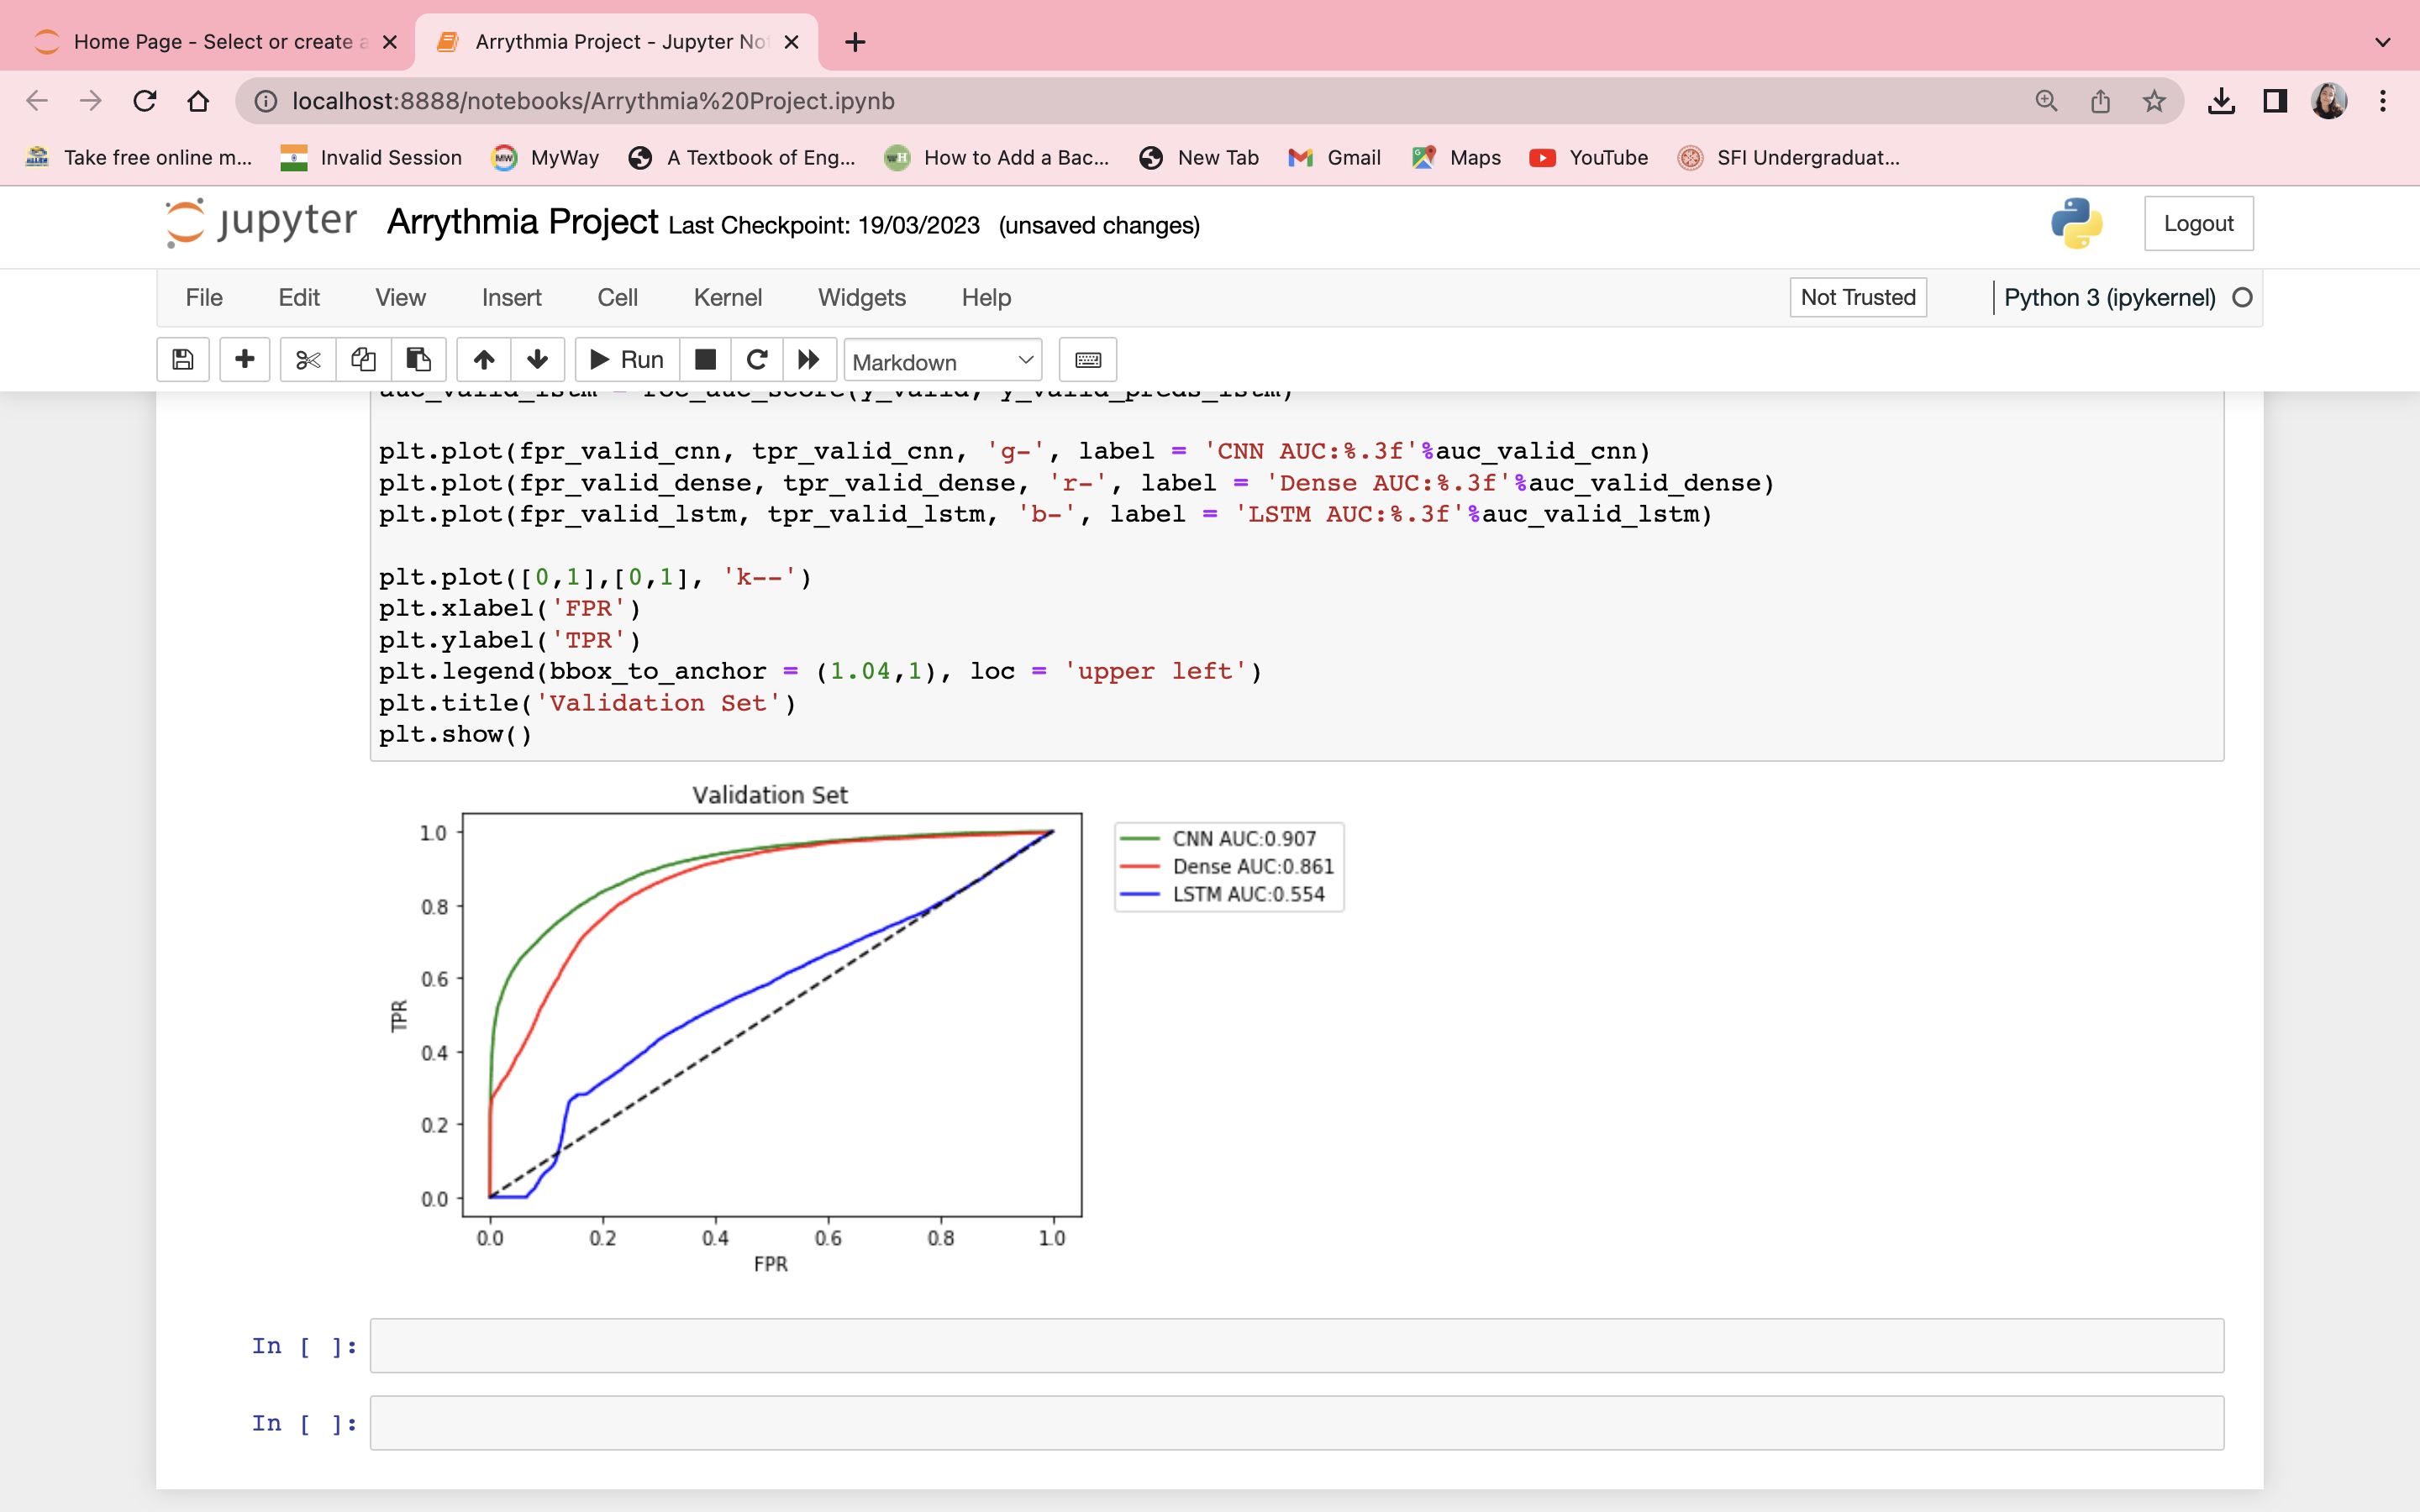 Home Page - Select or create a
Arrythmia Project - Jupyter No
localhost:8888/notebooks/Arrythmia%20Project.ipynb
Take free online m...
Invalid Session
MyWay
A Textbook of Eng...
How to Add a Bac...
New Tab
Gmail
Maps
YouTube
SFI Undergraduat...
jupyter Arrythmia Project Last Checkpoint: 19/03/2023 (unsaved changes)
Logout
File Edit View Insert Cell Kernel Widgets Help
Not Trusted
Python 3 (ipykernel)
Run
Markdown
auc_valid_lstm = roc_auc_score(y_valid, y_valid_preds_lstm)
plt.plot(fpr_valid_cnn, tpr_valid_cnn, 'g-', label = 'CNN AUC:%.3f'%auc_valid_cnn)
plt.plot(fpr_valid_dense, tpr_valid_dense, 'r-', label = 'Dense AUC:%.3f'%auc_valid_dense)
plt.plot(fpr_valid_lstm, tpr_valid_lstm, 'b-', label = 'LSTM AUC:%.3f'%auc_valid_lstm)
plt.plot([0,1],[0,1], 'k--')
plt.xlabel('FPR')
plt.ylabel('TPR')
plt.legend(bbox_to_anchor = (1.04,1), loc = 'upper left')
plt.title('Validation Set')
plt.show()
Validation Set
CNN AUC:0.907
Dense AUC:0.861
LSTM AUC:0.554
1.0
0.8
0.6
0.4
0.2
0.0
TPR
0.0 0.2 0.4 0.6 0.8 1.0
FPR
In [ ]:
In [ ]: